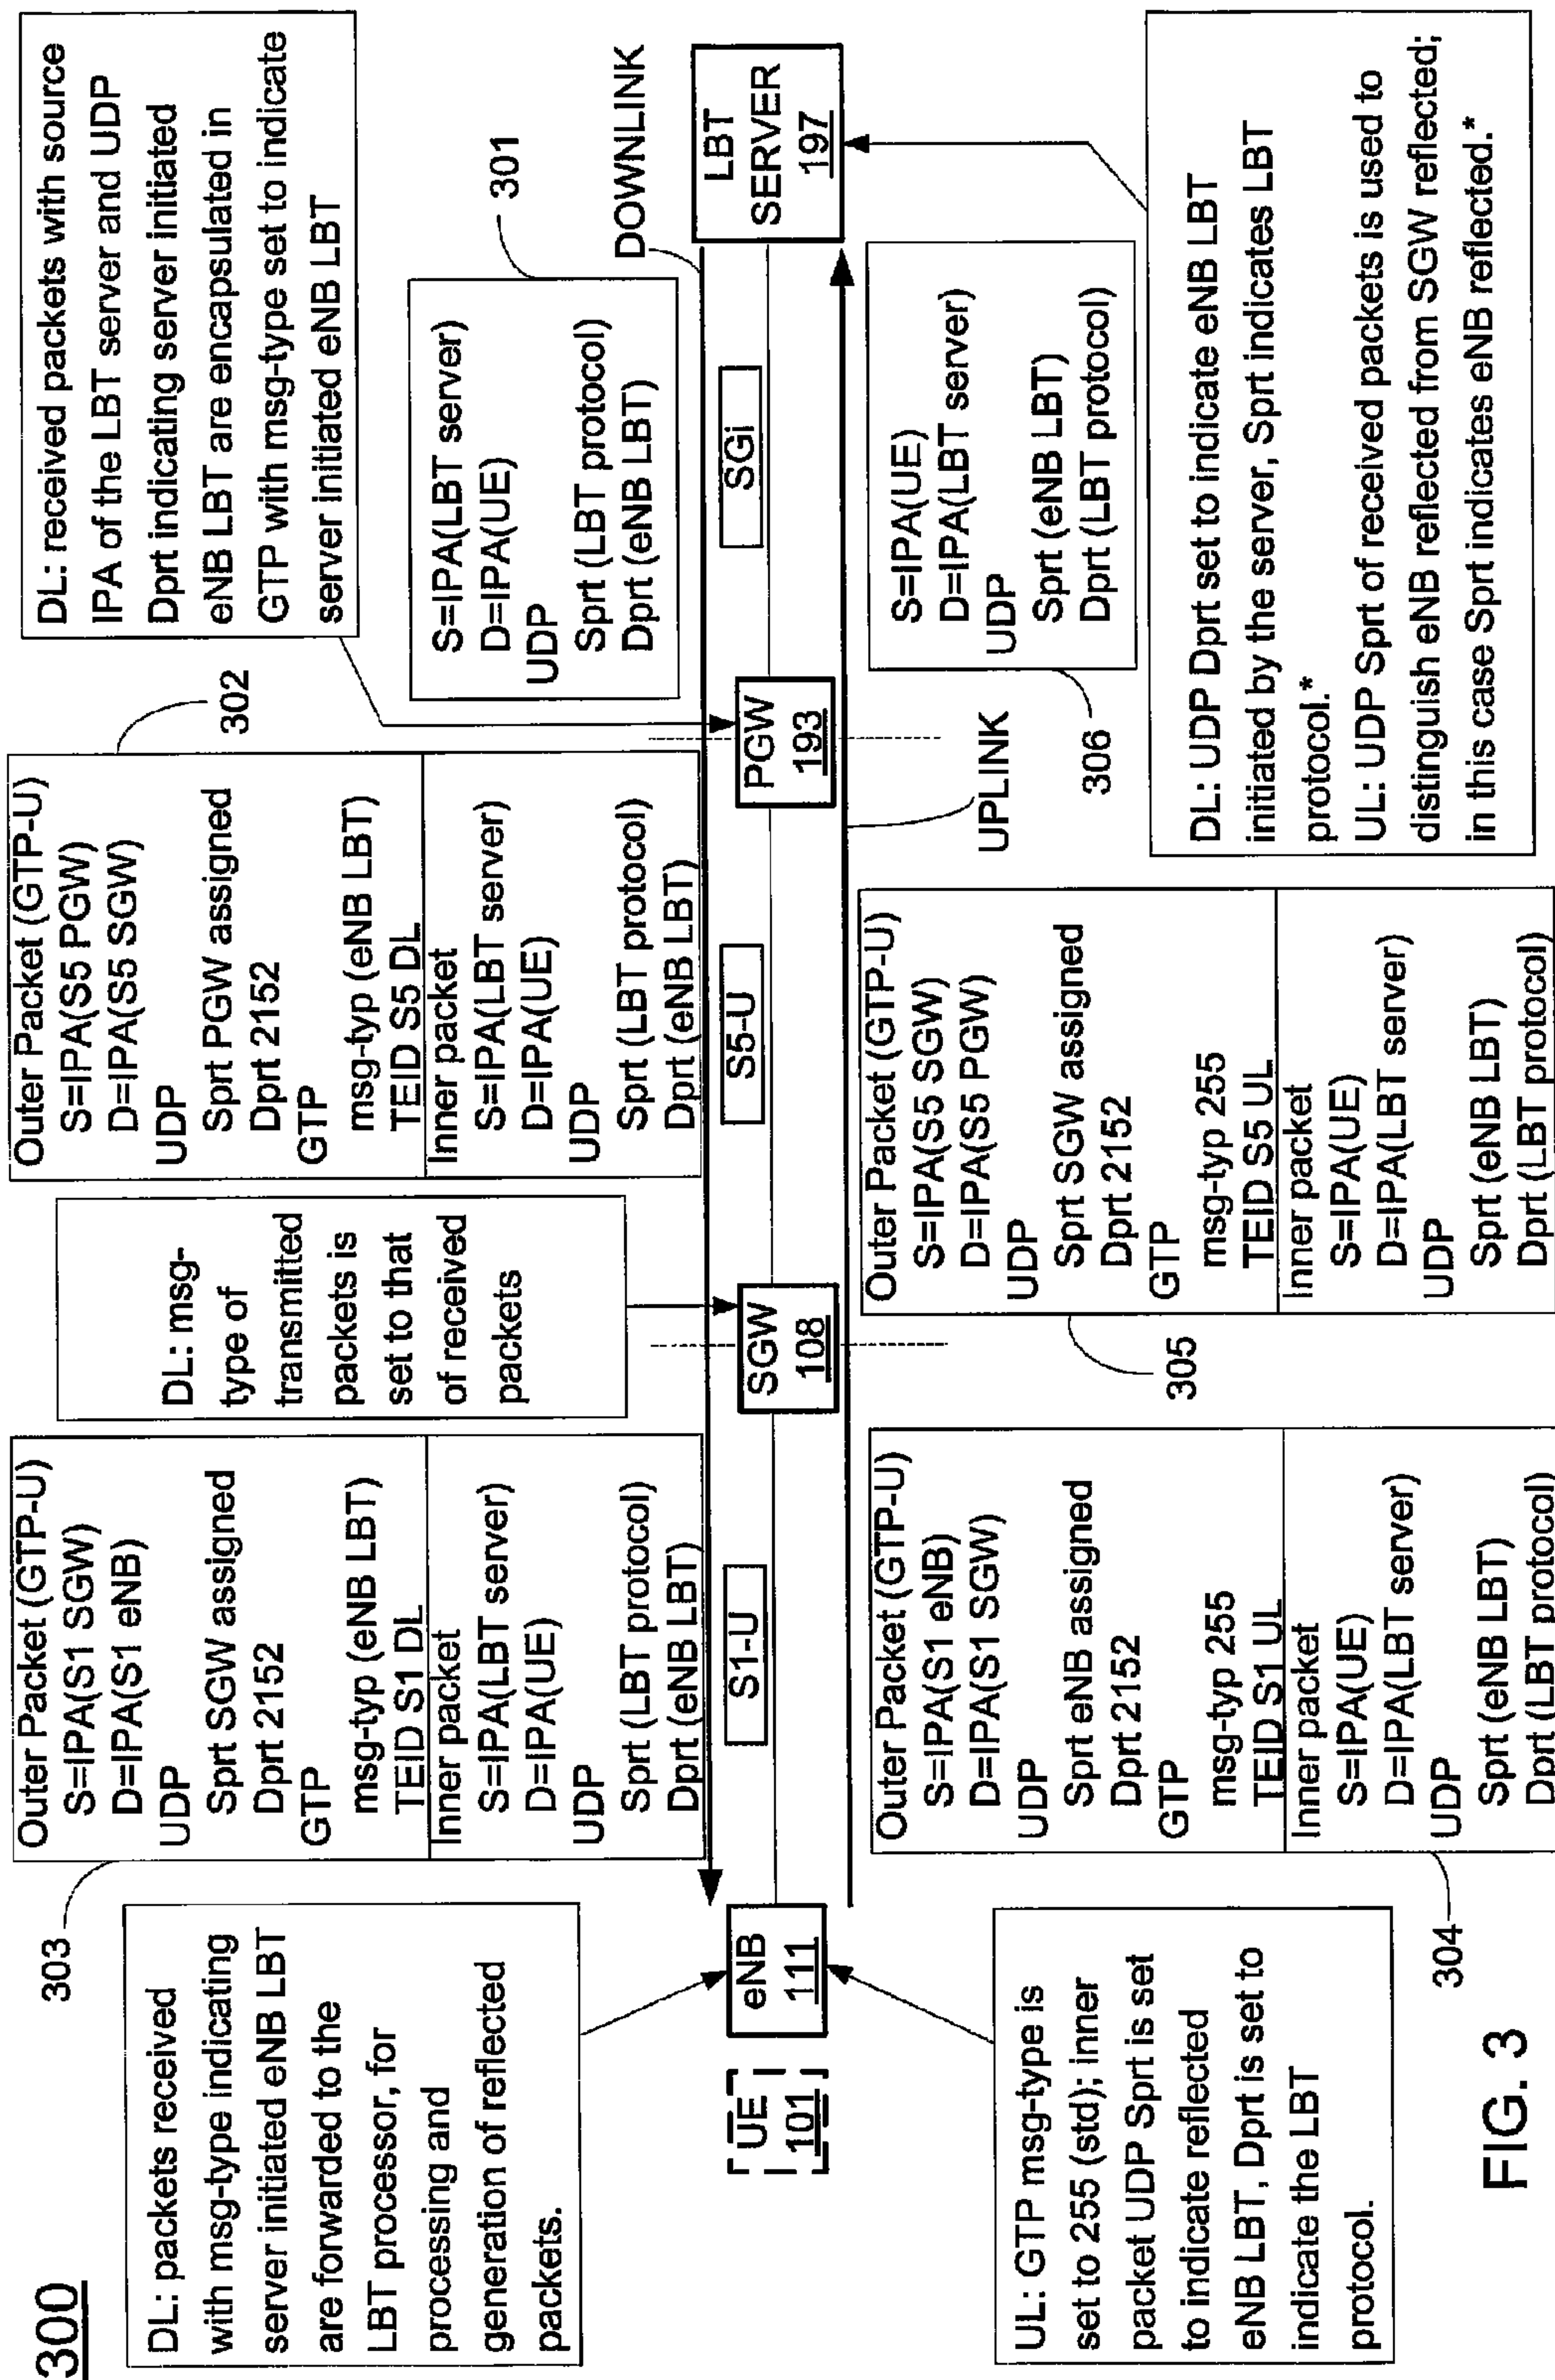 300
DL: packets received
with msg-type indicating
server initiated eNB LBT
are forwarded to the
LBT processor, for
processing and
generation of reflected
packets.
303
Outer Packet (GTP-U)
S=IPA(S1 SGW)
D=IPA(S1 eNB)
UDP
Sprt SGW assigned
Dprt 2152
GTP
msg-typ (eNB LBT)
TEID S1 DL
Inner packet
S=IPA(LBT server)
D=IPA(UE)
UDP
Sprt (LBT protocol)
Dprt (eNB LBT)
DL: msg-
type of
transmitted
packets is
set to that
of received
packets
Outer Packet (GTP-U)
S=IPA(S5 PGW)
D=IPA(S5 SGW)
UDP
Sprt PGW assigned
Dprt 2152
GTP
msg-typ (eNB LBT)
TEID S5 DL
Inner packet
S=IPA(LBT server)
D=IPA(UE)
UDP
Sprt (LBT protocol)
Dprt (eNB LBT)
302
DL: received packets with source
IPA of the LBT server and UDP
Dprt indicating server initiated
eNB LBT are encapsulated in
GTP with msg-type set to indicate
server initiated eNB LBT
301
S=IPA(LBT server)
D=IPA(UE)
UDP
Sprt (LBT protocol)
Dprt (eNB LBT)
DOWNLINK
UE
101
eNB
111
S1-U
SGW
108
S5-U
PGW
193
SGi
LBT
SERVER
197
UPLINK
UL: GTP msg-type is
set to 255 (std); inner
packet UDP Sprt is set
to indicate reflected
eNB LBT, Dprt is set to
indicate the LBT
protocol.
304
Outer Packet (GTP-U)
S=IPA(S1 eNB)
D=IPA(S1 SGW)
UDP
Sprt eNB assigned
Dprt 2152
GTP
msg-typ 255
TEID S1 UL
Inner packet
S=IPA(UE)
D=IPA(LBT server)
UDP
Sprt (eNB LBT)
Dprt (LBT protocol)
305
Outer Packet (GTP-U)
S=IPA(S5 SGW)
D=IPA(S5 PGW)
UDP
Sprt SGW assigned
Dprt 2152
GTP
msg-typ 255
TEID S5 UL
Inner packet
S=IPA(UE)
D=IPA(LBT server)
UDP
Sprt (eNB LBT)
Dprt (LBT protocol)
306
S=IPA(UE)
D=IPA(LBT server)
UDP
Sprt (eNB LBT)
Dprt (LBT protocol)
DL: UDP Dprt set to indicate eNB LBT
initiated by the server, Sprt indicates LBT
protocol.*
UL: UDP Sprt of received packets is used to
distinguish eNB reflected from SGW reflected;
in this case Sprt indicates eNB reflected.*
FIG. 3